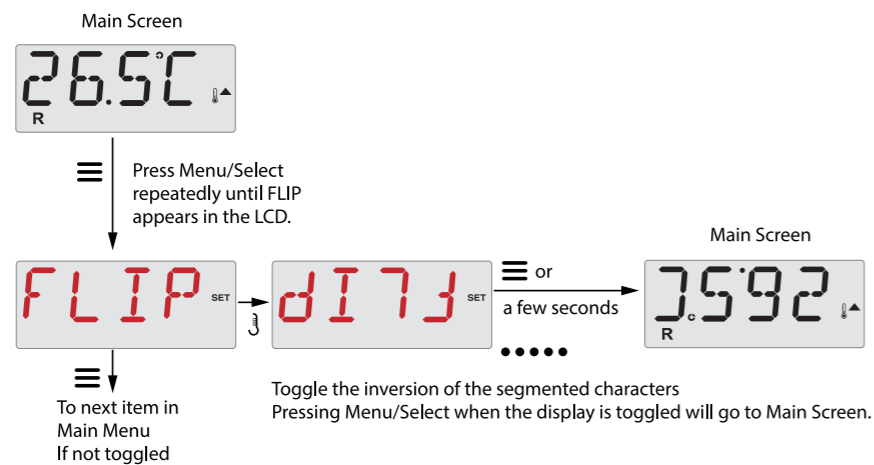 Main Screen
26.5°C
R
Press Menu/Select
repeatedly until FLIP
appears in the LCD.
Main Screen
FLIP SET
dI7J SET
or
a few seconds
R
To next item in
Main Menu
If not toggled
Toggle the inversion of the segmented characters
Pressing Menu/Select when the display is toggled will go to Main Screen.